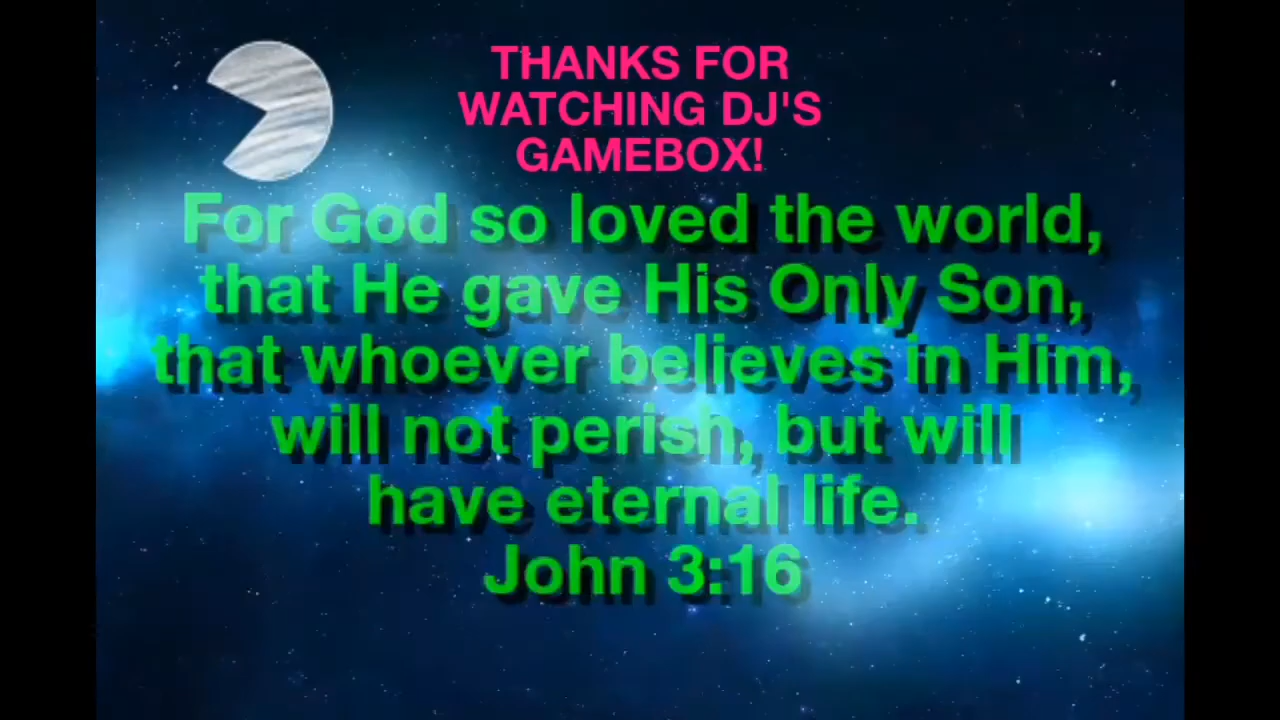 THANKS FOR
WATCHING DJ'S
GAMEBOX!
For God so loved the world,
that He gave His Only Son,
that whoever believes in Him,
will not perish, but will
have eternal life.
John 3:16